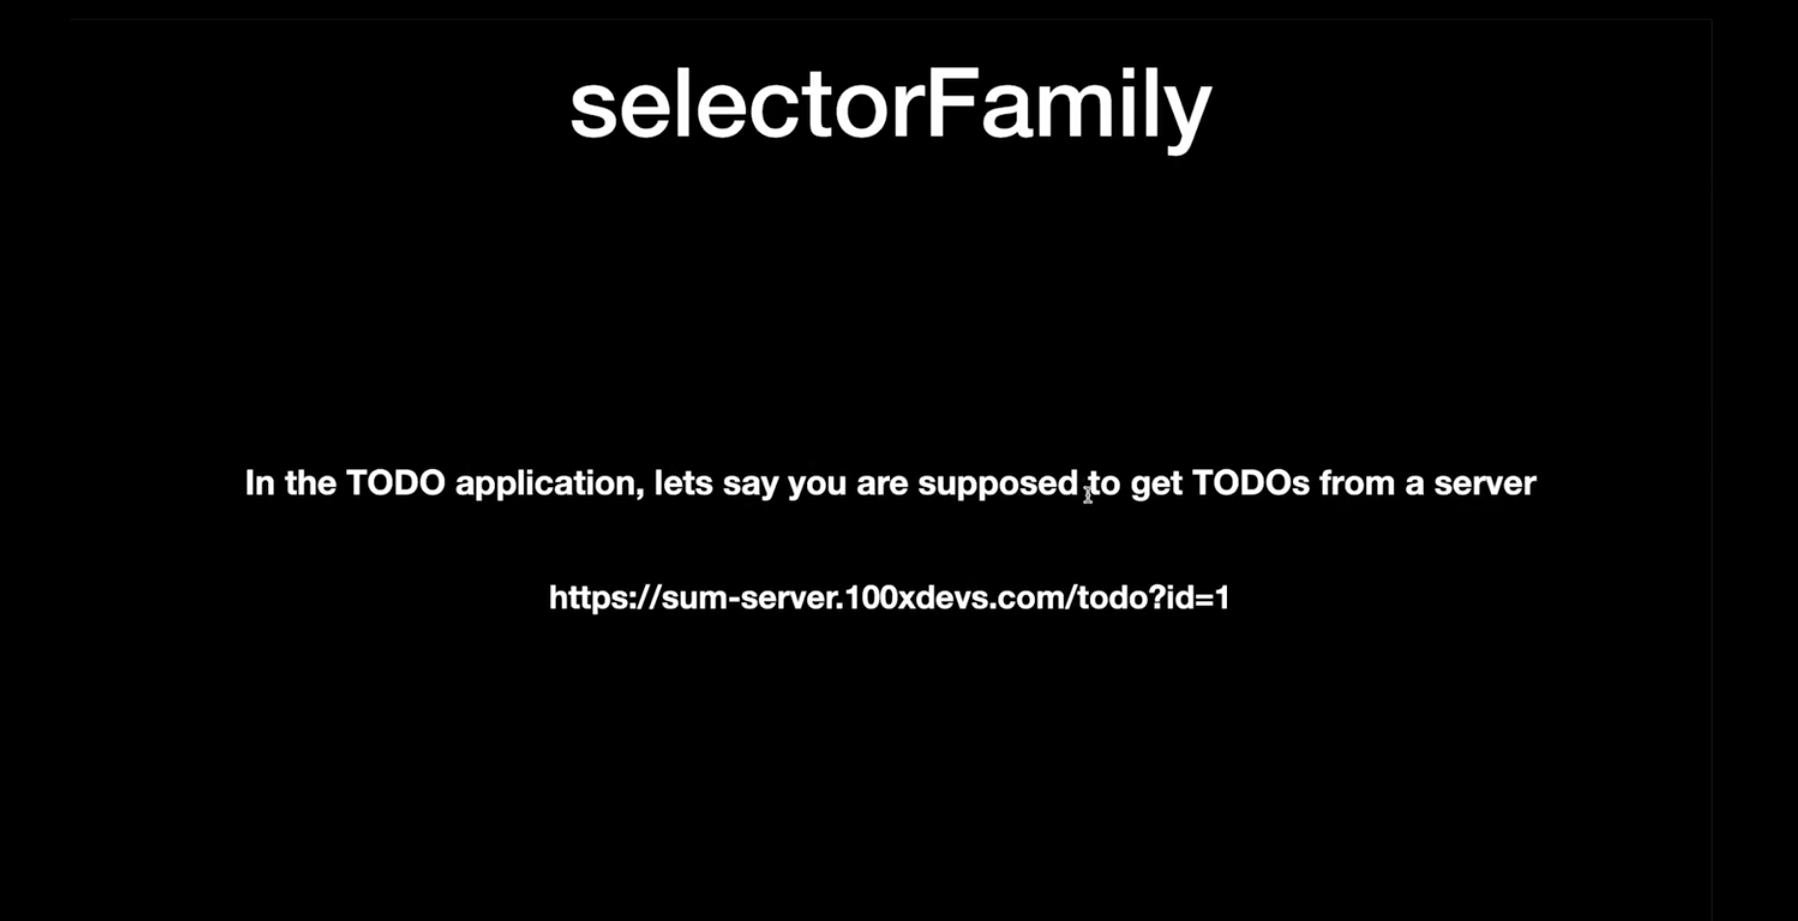 selectorFamily
In the TODO application, lets say you are supposed to get TODOs from a server
https://sum-server.100xdevs.com/todo?id=1